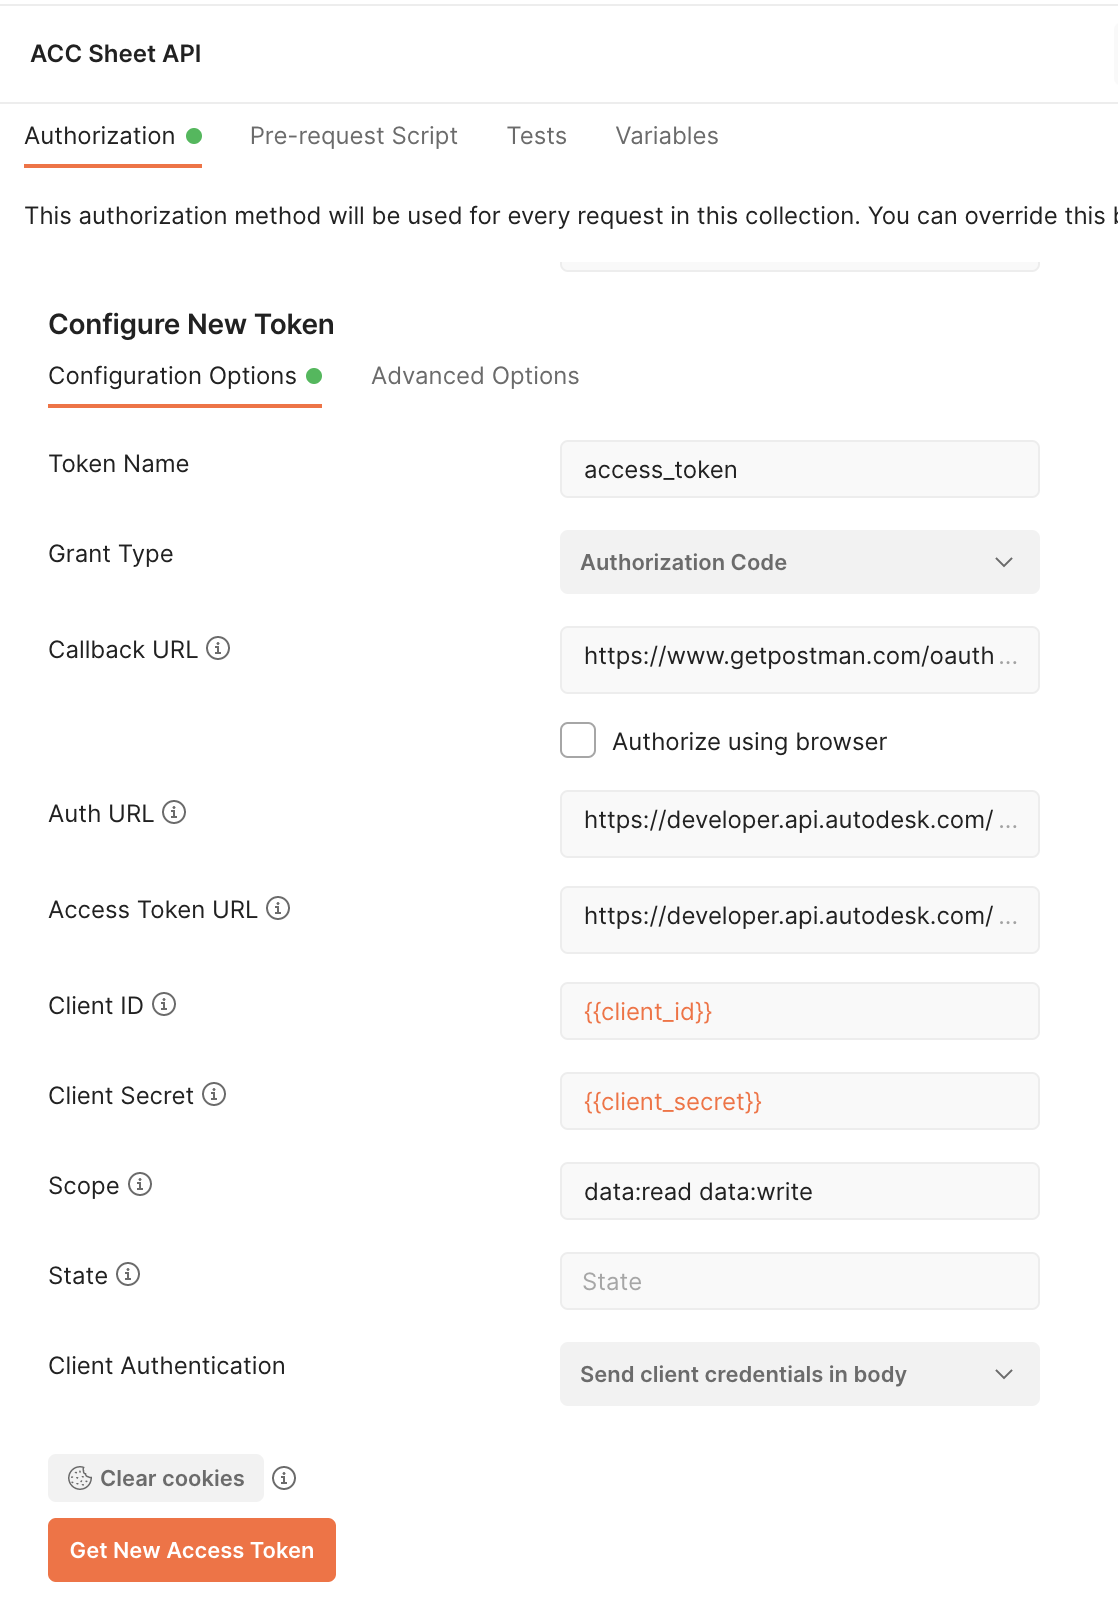 ACC Sheet API
Authorization Pre-request Script Tests Variables
This authorization method will be used for every request in this collection. You can override this
Configure New Token
Configuration Options Advanced Options
Token Name access_token
Grant Type Authorization Code
Callback URL https://www.getpostman.com/oauth ...
Authorize using browser
Auth URL https://developer.api.autodesk.com/ ...
Access Token URL https://developer.api.autodesk.com/ ...
Client ID {{client_id}}
Client Secret {{client_secret}}
Scope data:read data:write
State State
Client Authentication Send client credentials in body
Clear cookies
Get New Access Token